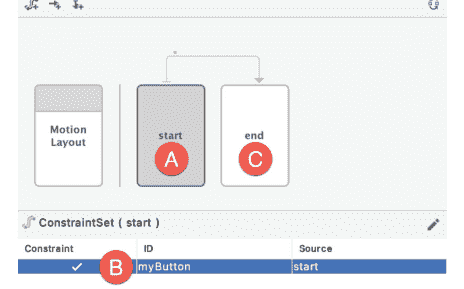 Motion
Layout
start
A
end
C
ConstraintSet ( start )
Constraint ID Source
B myButton start